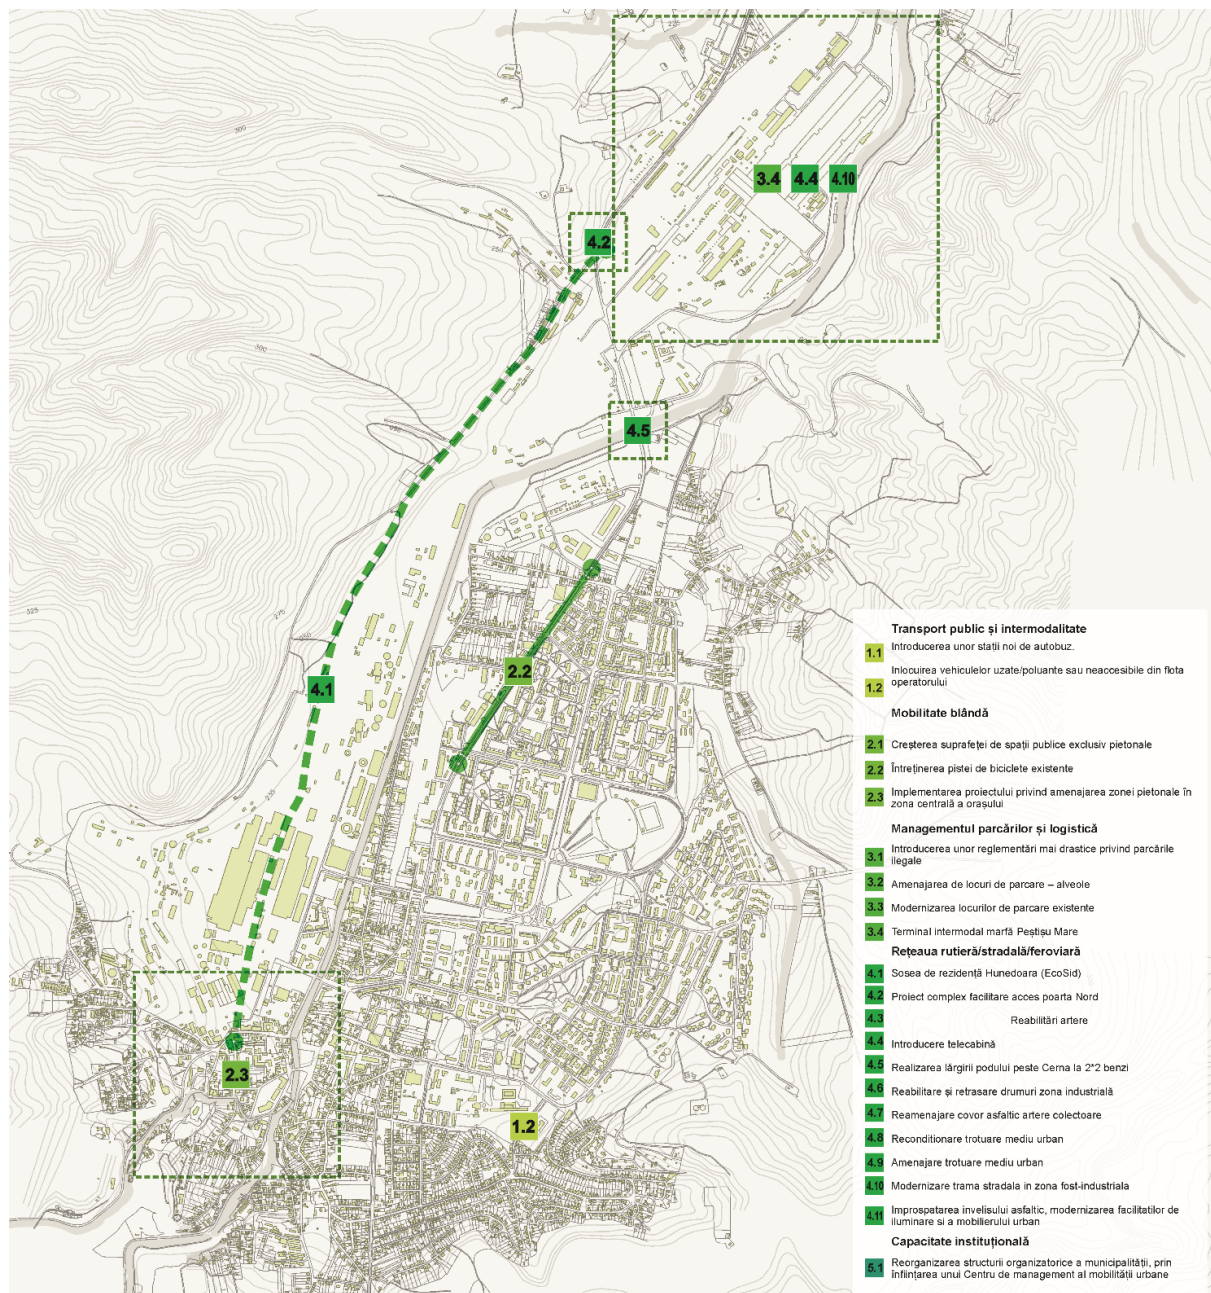 235
300
3.4 4.4 4.10
4.2
250
300
4.5
250
325
275
2.2
4.1
235
2.3
1.2
Transport public și intermodalitate
1.1 Introducerea unor stații noi de autobuz.
1.2 Inlocuirea vehiculelor uzate/poluante sau neaccesibile din flota
operatorului
Mobilitate blândă
2.1 Creșterea suprafeței de spații publice exclusiv pietonale
2.2 Întreținerea pistei de biciclete existente
2.3 Implementarea proiectului privind amenajarea zonei pietonale în
zona centrală a orașului
Managementul parcărilor și logistică
3.1 Introducerea unor reglementări mai drastice privind parcările
ilegale
3.2 Amenajarea de locuri de parcare – alveole
3.3 Modernizarea locurilor de parcare existente
3.4 Terminal intermodal marfă Peștișu Mare
Rețeaua rutieră/stradală/feroviară
4.1 Sosea de rezidență Hunedoara (EcoSid)
4.2 Proiect complex facilitare acces poarta Nord
4.3 Reabilitări artere
4.4 Introducere telecabină
4.5 Realizarea lărgirii podului peste Cerna la 2*2 benzi
4.6 Reabilitare și retrasare drumuri zona industrială
4.7 Reamenajare covor asfaltic artere colectoare
4.8 Reconditionare trotuare mediu urban
4.9 Amenajare trotuare mediu urban
4.10 Modernizare trama stradala in zona fost-industriala
4.11 Improspatarea invelisului asfaltic, modernizarea facilitatilor de
iluminare si a mobilierului urban
Capacitate instituțională
5.1 Reorganizarea structurii organizatorice a municipalității, prin
înființarea unui Centru de management al mobilității urbane